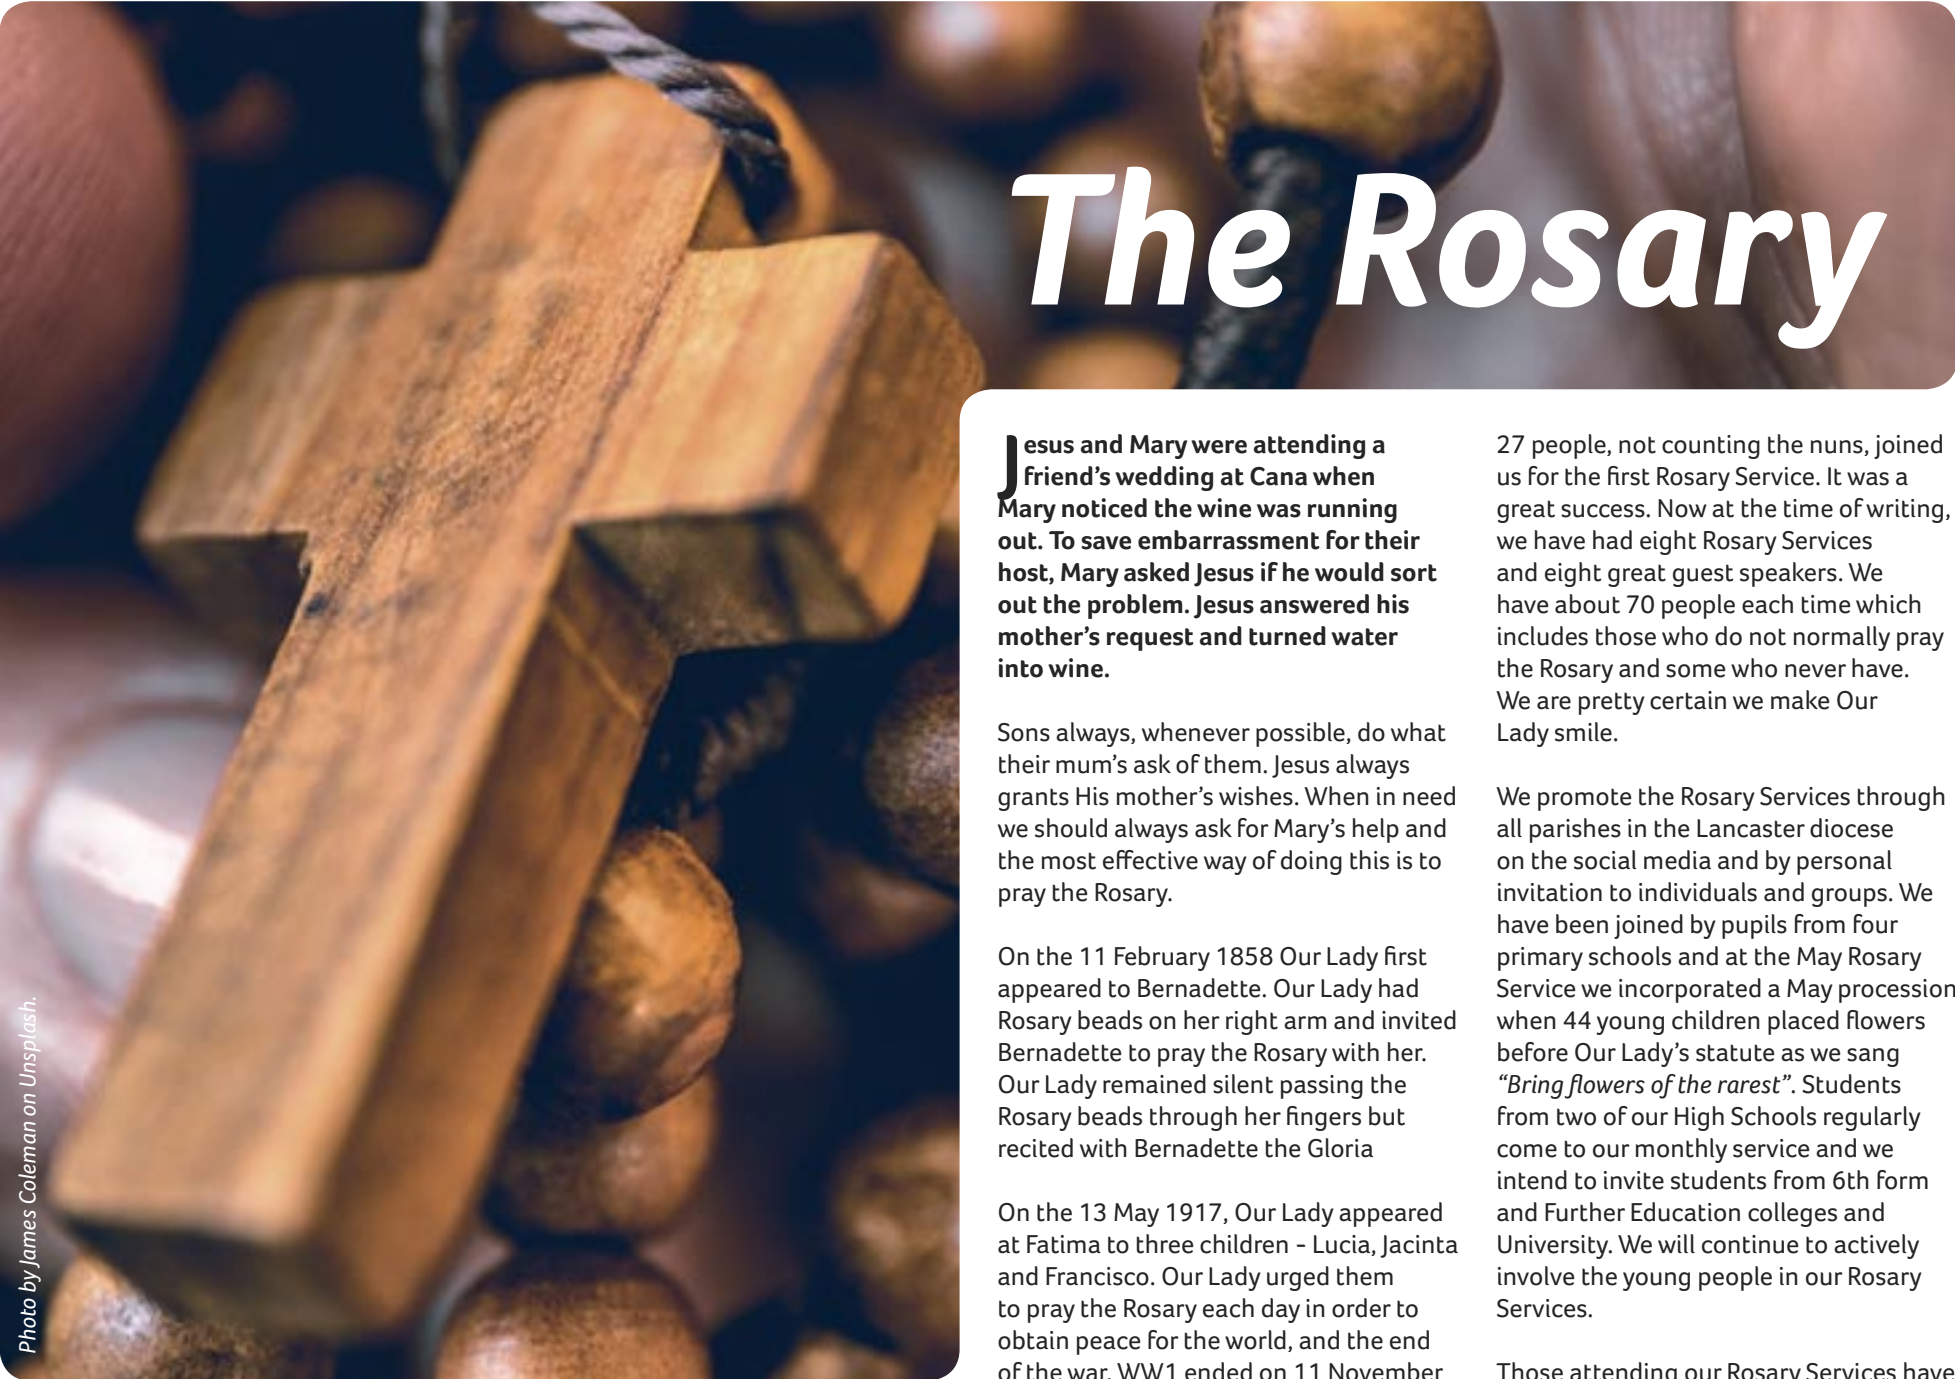 The Rosary
Jesus and Mary were attending a
friend's wedding at Cana when
Mary noticed the wine was running
out. To save embarrassment for their
host, Mary asked Jesus if he would sort
out the problem. Jesus answered his
mother's request and turned water
into wine.
Sons always, whenever possible, do what
their mum's ask of them. Jesus always
grants His mother's wishes. When in need
we should always ask for Mary's help and
the most effective way of doing this is to
pray the Rosary.
On the 11 February 1858 Our Lady first
appeared to Bernadette. Our Lady had
Rosary beads on her right arm and invited
Bernadette to pray the Rosary with her.
Our Lady remained silent passing the
Rosary beads through her fingers but
recited with Bernadette the Gloria
On the 13 May 1917, Our Lady appeared
at Fatima to three children - Lucia, Jacinta
and Francisco. Our Lady urged them
to pray the Rosary each day in order to
obtain peace for the world, and the end
of the war. WW1 ended on 11 November
27 people, not counting the nuns, joined
us for the first Rosary Service. It was a
great success. Now at the time of writing,
we have had eight Rosary Services
and eight great guest speakers. We
have about 70 people each time which
includes those who do not normally pray
the Rosary and some who never have.
We are pretty certain we make Our
Lady smile.
We promote the Rosary Services through
all parishes in the Lancaster diocese
on the social media and by personal
invitation to individuals and groups. We
have been joined by pupils from four
primary schools and at the May Rosary
Service we incorporated a May procession
when 44 young children placed flowers
before Our Lady's statute as we sang
"Bring flowers of the rarest". Students
from two of our High Schools regularly
come to our monthly service and we
intend to invite students from 6th form
and Further Education colleges and
University. We will continue to actively
involve the young people in our Rosary
Services.
Those attending our Rosary Services have
Photo by James Coleman on Unsplash.